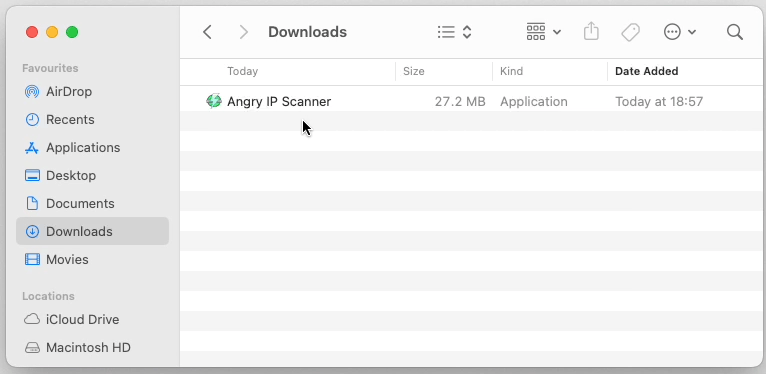 Downloads
Favourites
AirDrop
Recents
Applications
Desktop
Documents
Downloads
Movies
Locations
iCloud Drive
Macintosh HD
Today Size Kind Date Added
Angry IP Scanner 27.2 MB Application Today at 18:57